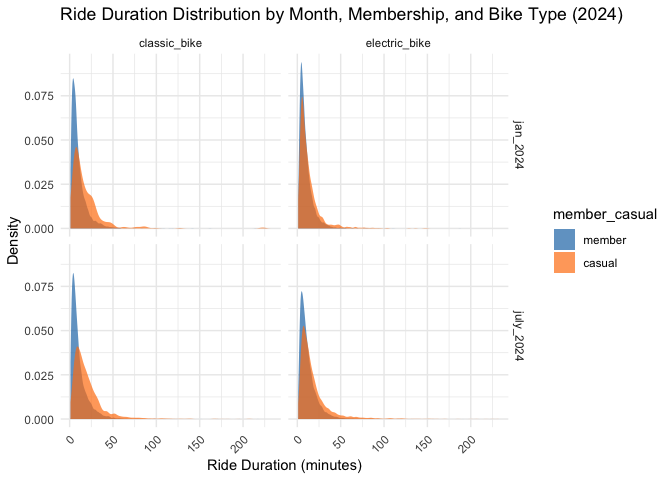 Ride Duration Distribution by Month, Membership, and Bike Type (2024)
classic_bike
electric_bike
0.075
0.050
0.025
0.000
jan_2024
0.075
0.050
0.025
0.000
july_2024
Density
0
50
100
150
200
0
50
100
150
200
Ride Duration (minutes)
member_casual
member
casual